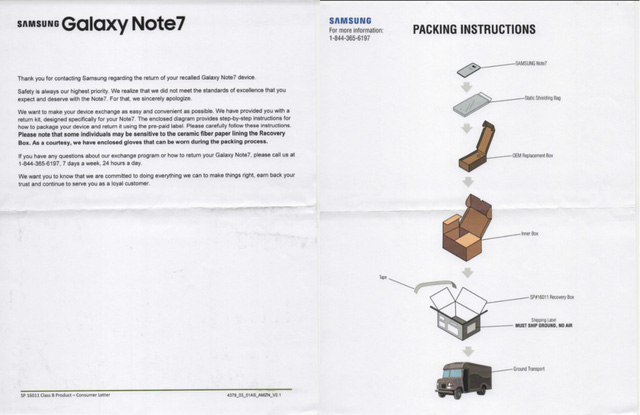 SAMSUNG Galaxy Note7
Thank you for contacting Samsung regarding the return of your recalled Galaxy Note7 device.
Safety is always our highest priority. We realize that we did not meet the standards of excellence that you
expect and deserve with the Note7. For that, we sincerely apologize.
We want to make your device exchange as easy and convenient as possible. We have provided you with a
return kit, designed specifically for your Note7. The enclosed diagram provides step-by-step instructions for
how to package your device and return it using the pre-paid label. Please carefully follow these instructions.
Please note that some individuals may be sensitive to the ceramic fiber paper lining the Recovery
Box. As a courtesy, we have enclosed gloves that can be worn during the packing process.
If you have any questions about our exchange program or how to return your Galaxy Note7, please call us at
1-844-365-6197, 7 days a week, 24 hours a day.
We want you to know that we are committed to doing everything we can to make things right, earn back your
trust and continue to serve you as a loyal customer.
SP 16011 Class B Product – Consumer Letter
4079_03_01AS_AMZN_V2.1
SAMSUNG
For more information:
1-844-365-6197
PACKING INSTRUCTIONS
SAMSUNG Note7
Static Shielding Bag
OEM Replacement Box
Inner Box
Tape
SP#16011 Recovery Box
Shipping Label
MUST SHIP GROUND, NO AIR
Ground Transport